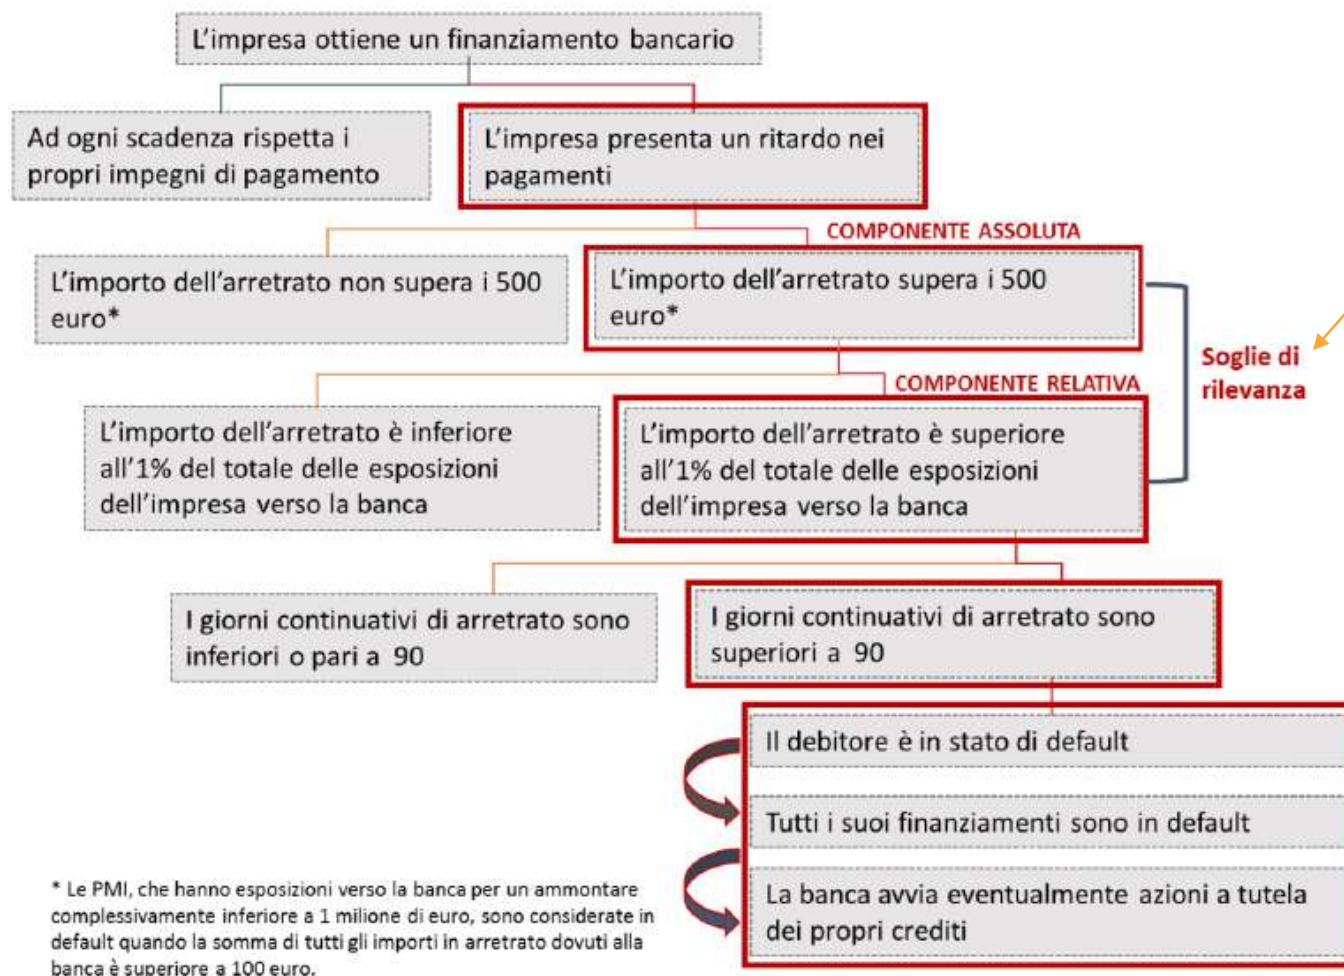 L'impresa ottiene un finanziamento bancario
Ad ogni scadenza rispetta i
propri impegni di pagamento
L'impresa presenta un ritardo nei
pagamenti
COMPONENTE ASSOLUTA
L'importo dell'arretrato non supera i 500
euro*
L'importo dell'arretrato supera i 500
euro*
Soglie di
rilevanza
COMPONENTE RELATIVA
L'importo dell'arretrato è inferiore
all'1% del totale delle esposizioni
dell'impresa verso la banca
L'importo dell'arretrato è superiore
all'1% del totale delle esposizioni
dell'impresa verso la banca
I giorni continuativi di arretrato sono
inferiori o pari a 90
I giorni continuativi di arretrato sono
superiori a 90
Il debitore è in stato di default
Tutti i suoi finanziamenti sono in default
La banca avvia eventualmente azioni a tutela
dei propri crediti
* Le PMI, che hanno esposizioni verso la banca per un ammontare
complessivamente inferiore a 1 milione di euro, sono considerate in
default quando la somma di tutti gli importi in arretrato dovuti alla
banca è superiore a 100 euro.